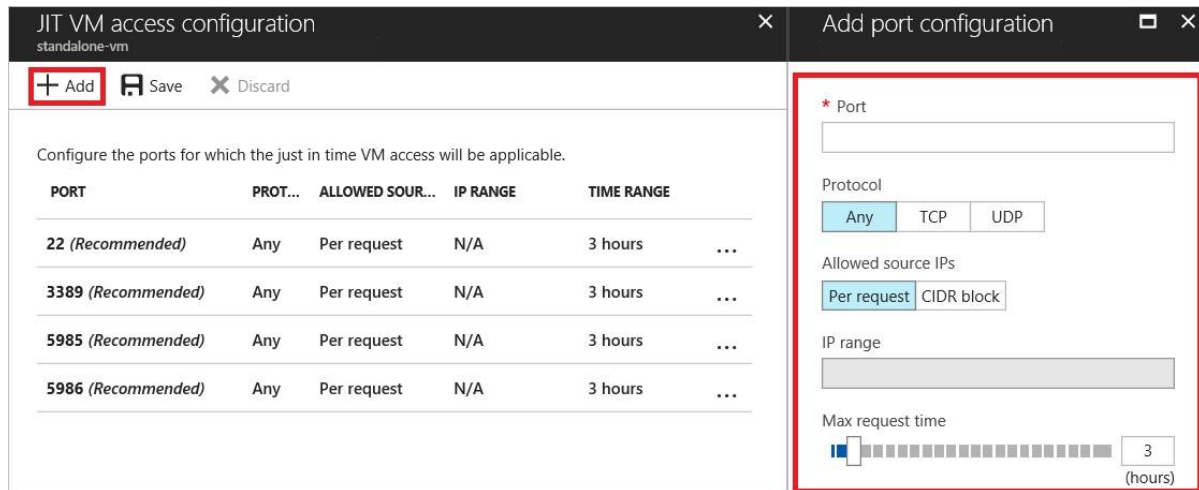 JIT VM access configuration
standalone-vm
Add
Save
Discard
Configure the ports for which the just in time VM access will be applicable.
PORT PROT... ALLOWED SOUR... IP RANGE TIME RANGE
22 (Recommended) Any Per request N/A 3 hours ...
3389 (Recommended) Any Per request N/A 3 hours ...
5985 (Recommended) Any Per request N/A 3 hours ...
5986 (Recommended) Any Per request N/A 3 hours ...
Add port configuration
* Port
Protocol
Any TCP UDP
Allowed source IPs
Per request CIDR block
IP range
Max request time
3
(hours)